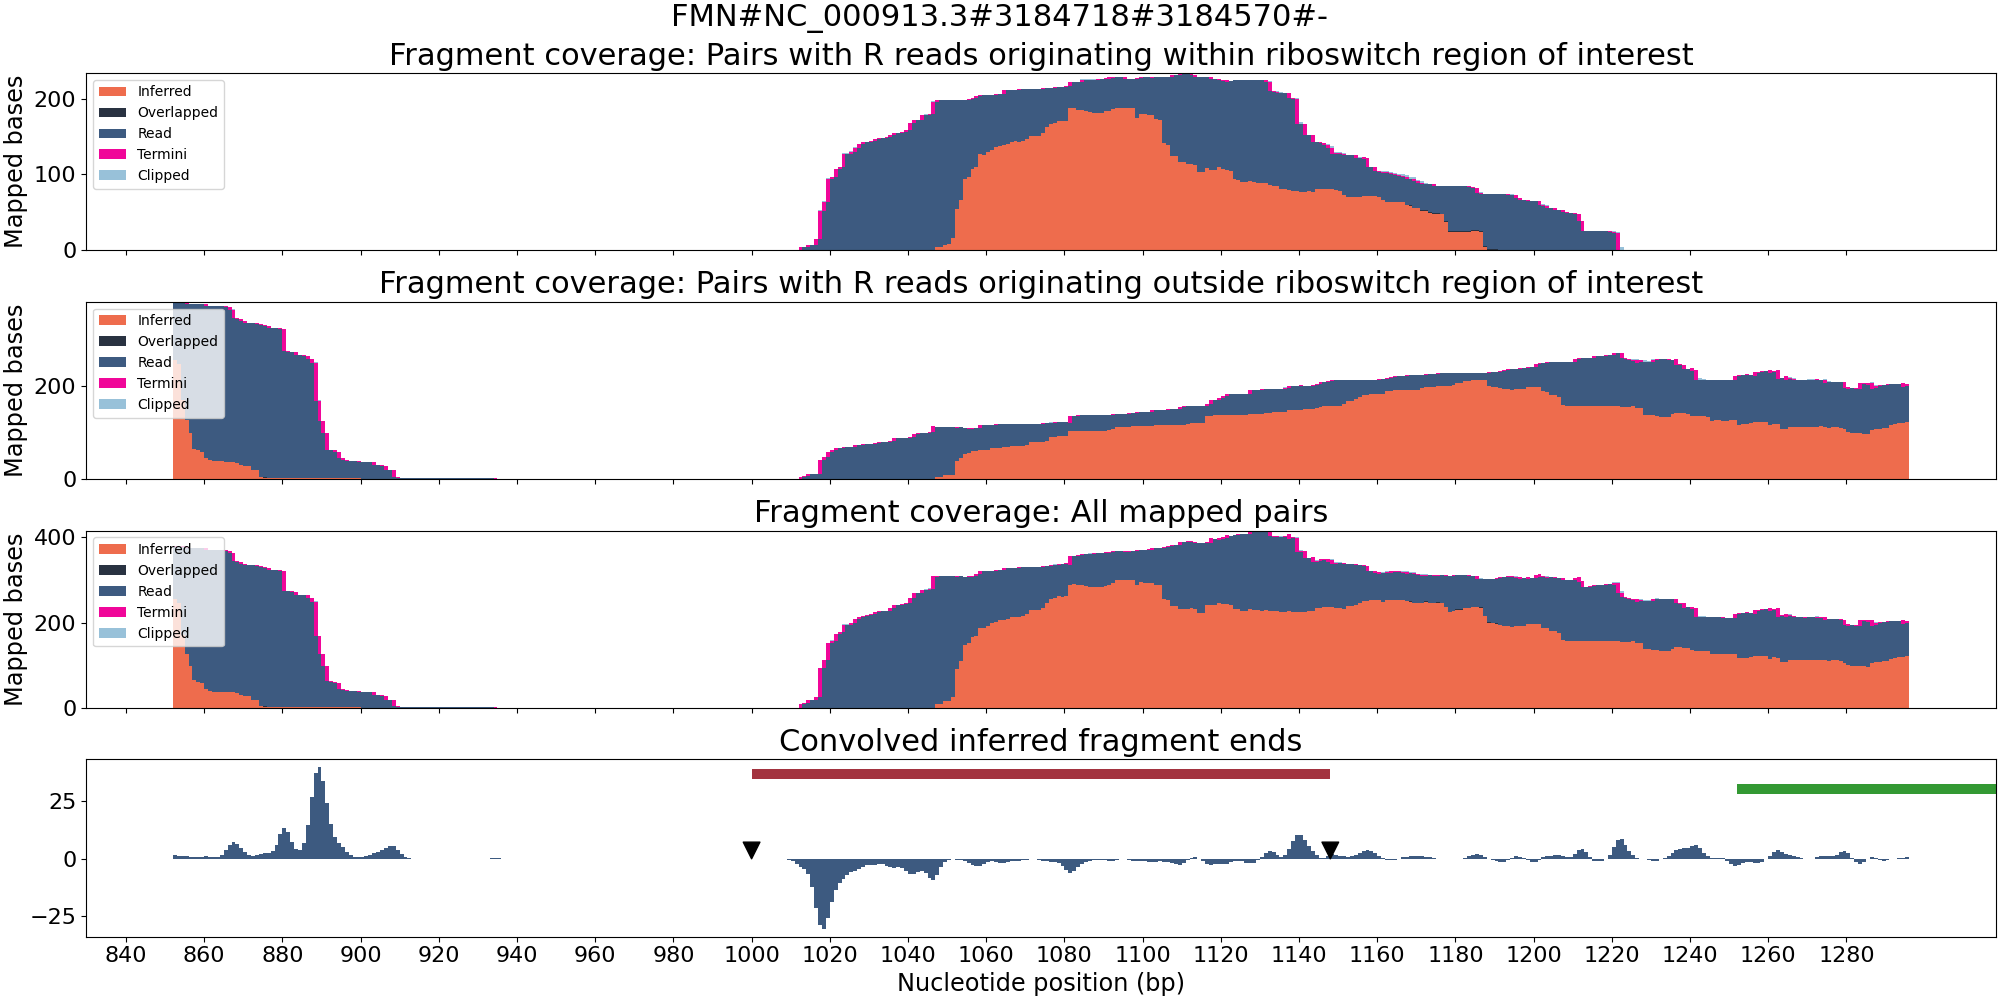 FMN#NC_000913.3#3184718#3184570#-
Fragment coverage: Pairs with R reads originating within riboswitch region of interest
Mapped bases
200
100
0
Inferred
Overlapped
Read
Termini
Clipped
Fragment coverage: Pairs with R reads originating outside riboswitch region of interest
Mapped bases
200
0
Inferred
Overlapped
Read
Termini
Clipped
Fragment coverage: All mapped pairs
Mapped bases
400
200
0
Inferred
Overlapped
Read
Termini
Clipped
Convolved inferred fragment ends
25
0
−25
840 860 880 900 920 940 960 980 1000 1020 1040 1060 1080 1100 1120 1140 1160 1180 1200 1220 1240 1260 1280
Nucleotide position (bp)